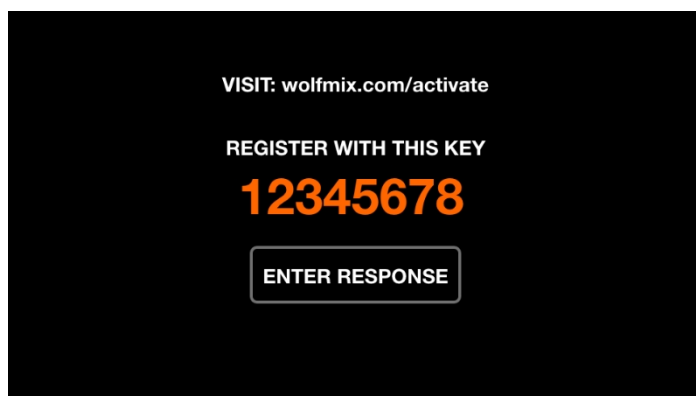 VISIT: wolfmix.com/activate
REGISTER WITH THIS KEY
12345678
ENTER RESPONSE